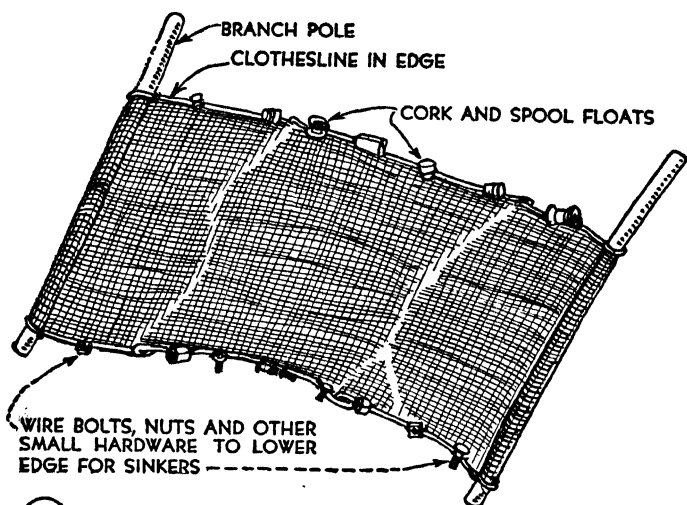 BRANCH POLE
CLOTHESLINE IN EDGE
CORK AND SPOOL FLOATS
WIRE BOLTS, NUTS AND OTHER
SMALL HARDWARE TO LOWER
EDGE FOR SINKERS